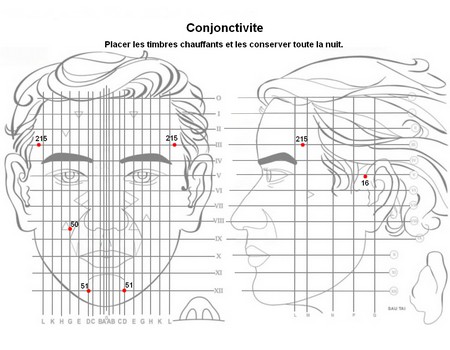 Conjonctivite
Placer les timbres chauffants et les conserver toute la nuit.
O
I
II
215
215
III
215
IV
V
16
VI
VII
50
VIII
IX
X
XI
51
51
XII
L K H G E D C B A A B C D E G H K L